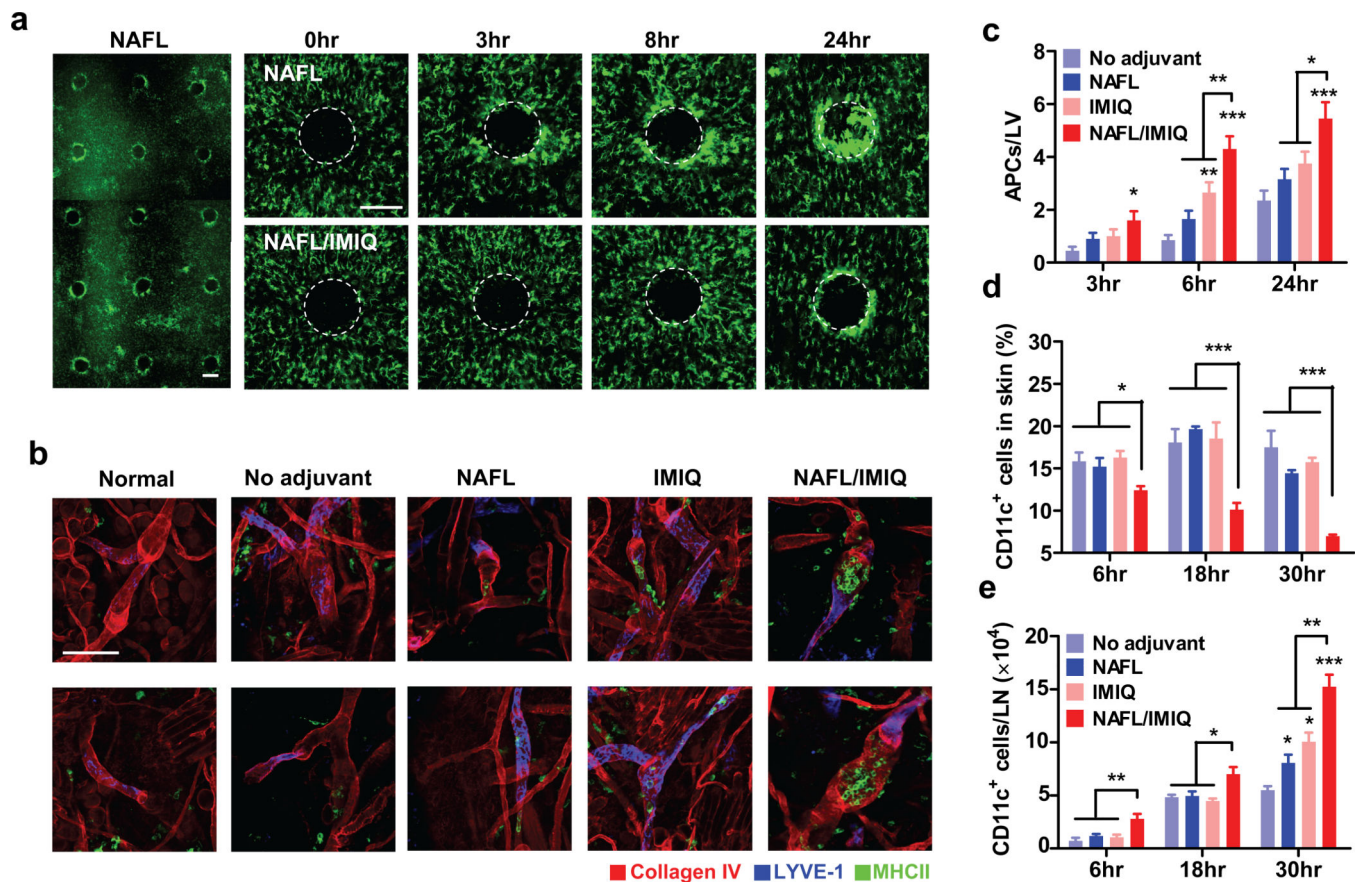 a
NAFL
0hr
3hr
8hr
24hr
NAFL
NAFL/IMIQ
b
Normal
No adjuvant
NAFL
IMIQ
NAFL/IMIQ
Collagen IV
LYVE-1
MHCII
c
APCs/LV
8
6
4
2
0
No adjuvant
NAFL
IMIQ
NAFL/IMIQ
*
**
**
***
*
***
3hr
6hr
24hr
d
CD11c⁺ cells in skin (%)
30
25
20
15
10
5
*
***
***
6hr
18hr
30hr
e
CD11c⁺ cells/LN (×10⁴)
20
15
10
5
0
No adjuvant
NAFL
IMIQ
NAFL/IMIQ
**
*
*
*
**
***
6hr
18hr
30hr